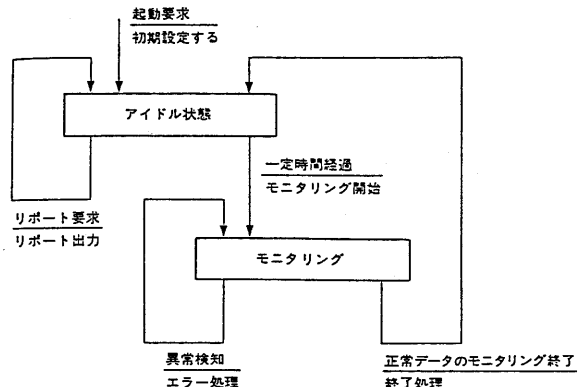 起動要求
初期設定する
アイドル状態
一定時間経過
モニタリング開始
リポート要求
リポート出力
モニタリング
異常検知
エラー処理
正常データのモニタリング終了
終了処理